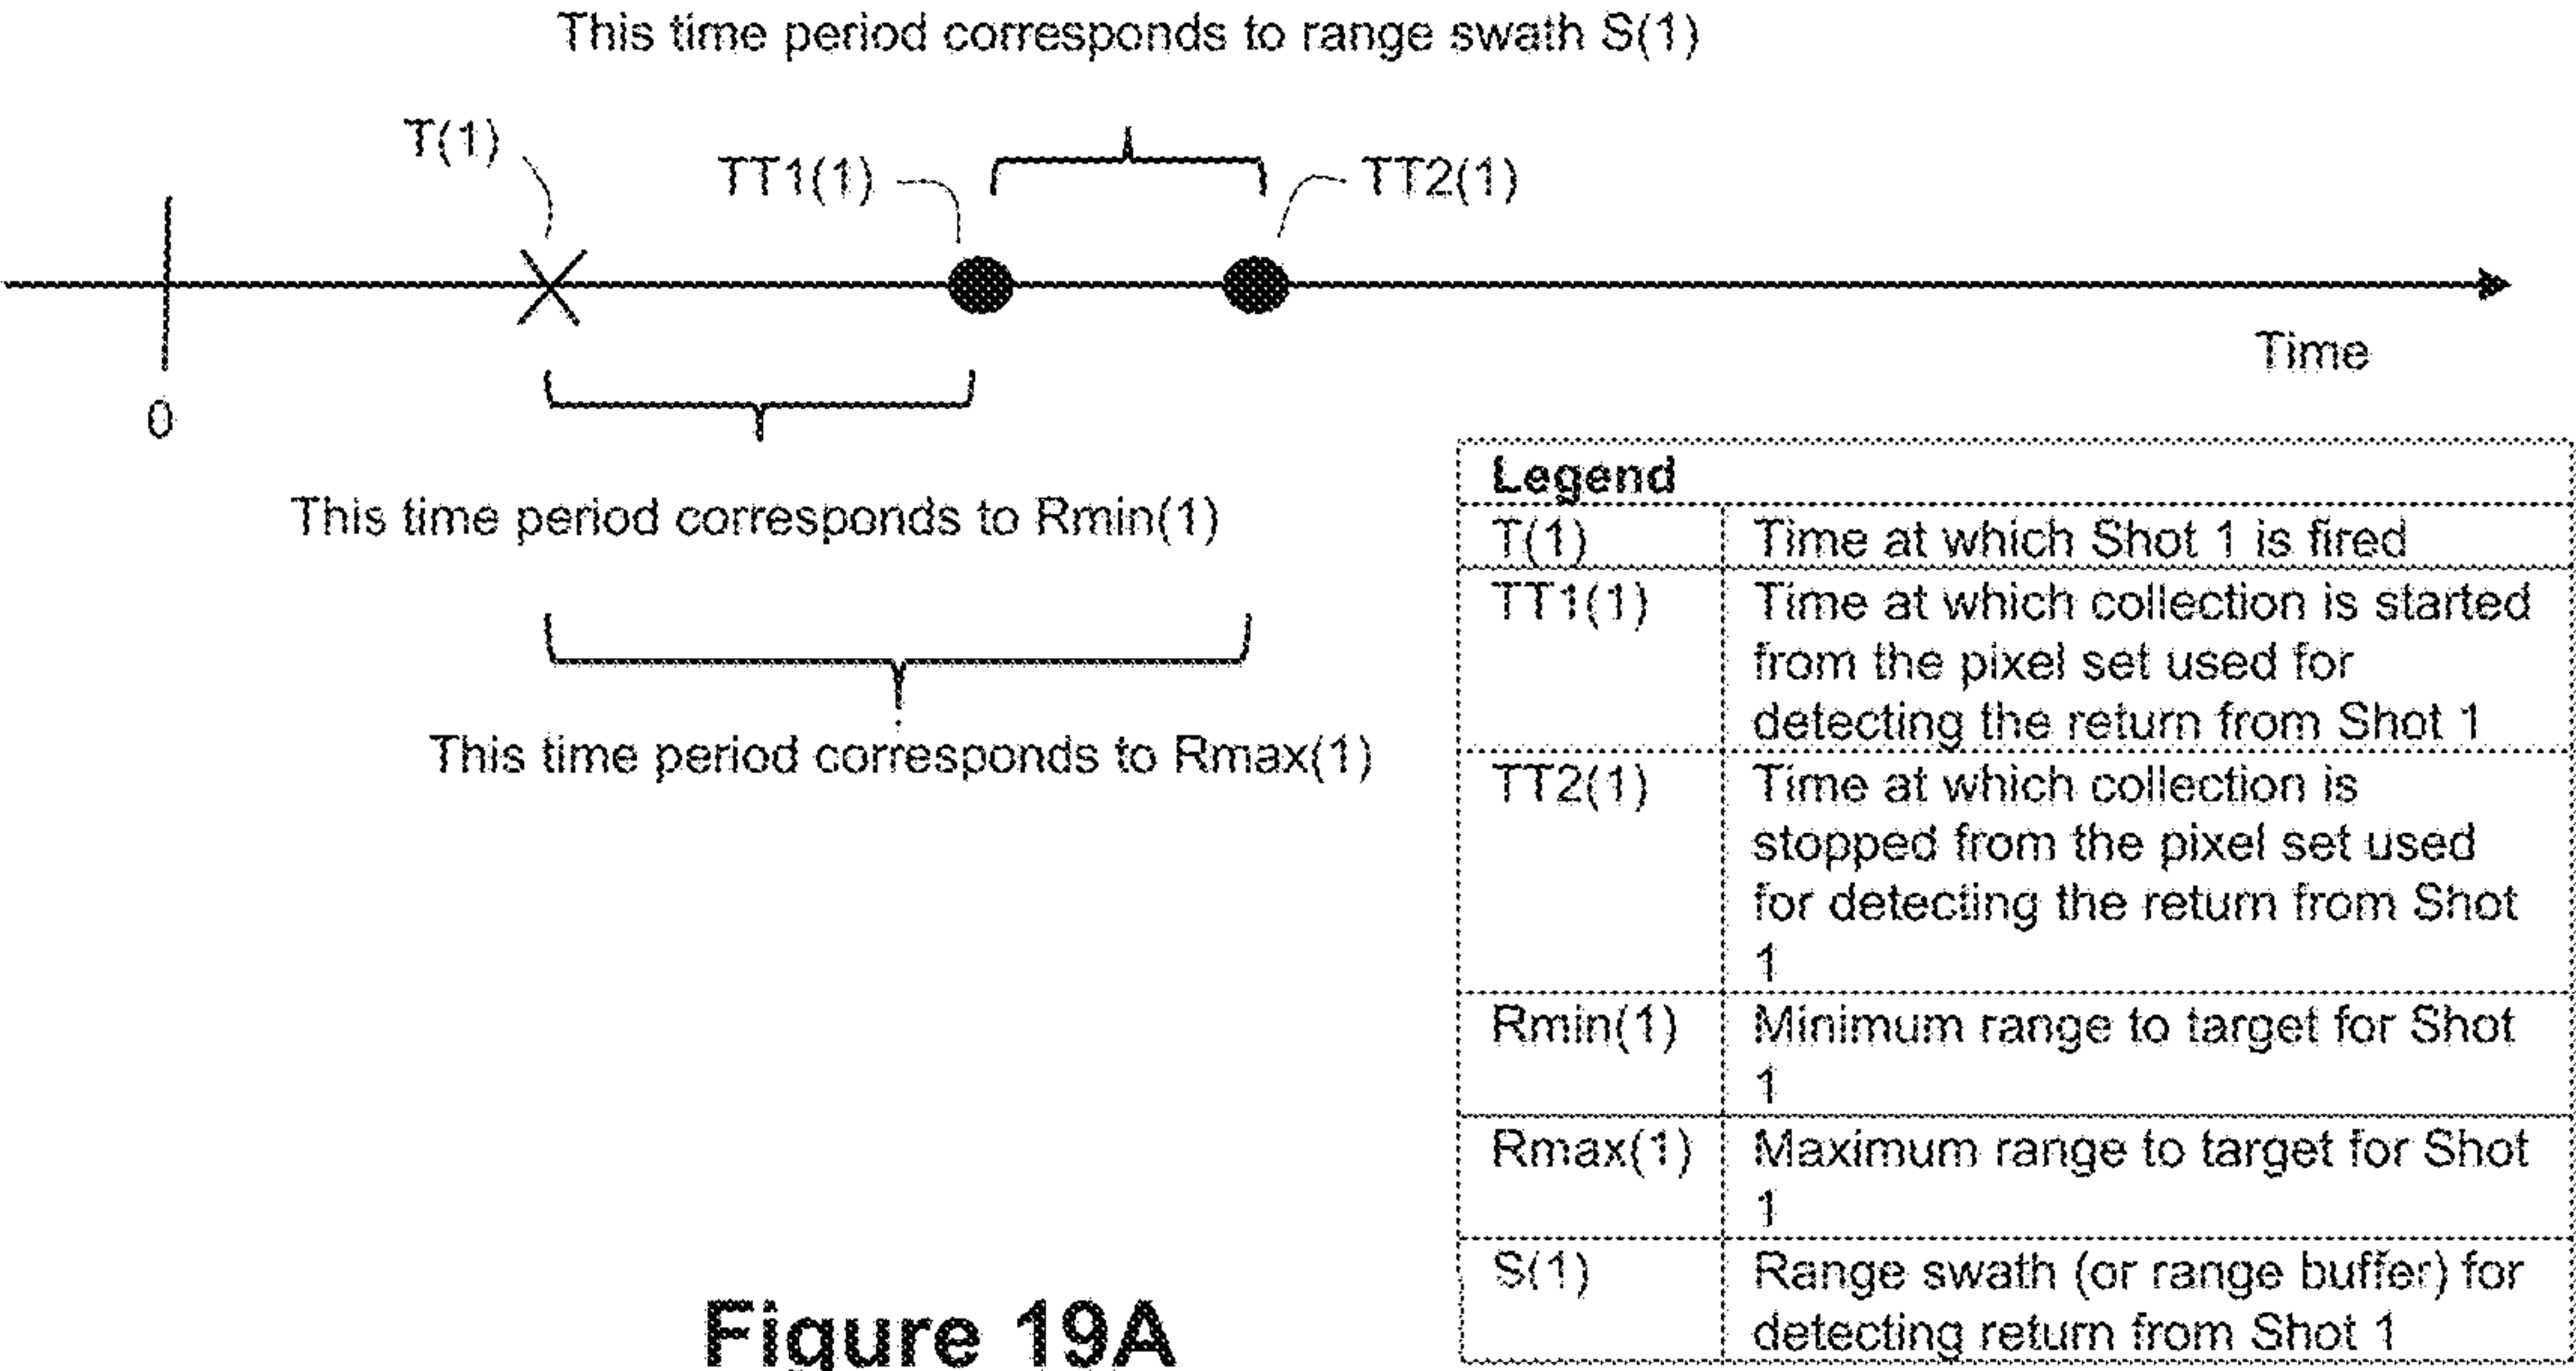 This time period corresponds to range swath S(1)
T(1)
TT1(1)
TT2(1)
Time
0
This time period corresponds to Rmin(1)
This time period corresponds to Rmax(1)
Legend
T(1) Time at which Shot 1 is fired
TT1(1) Time at which collection is started
from the pixel set used for
detecting the return from Shot 1
TT2(1) Time at which collection is
stopped from the pixel set used
for detecting the return from Shot
1
Rmin(1) Minimum range to target for Shot
1
Rmax(1) Maximum range to target for Shot
1
S(1) Range swath (or range buffer) for
detecting return from Shot 1
Figure 19A